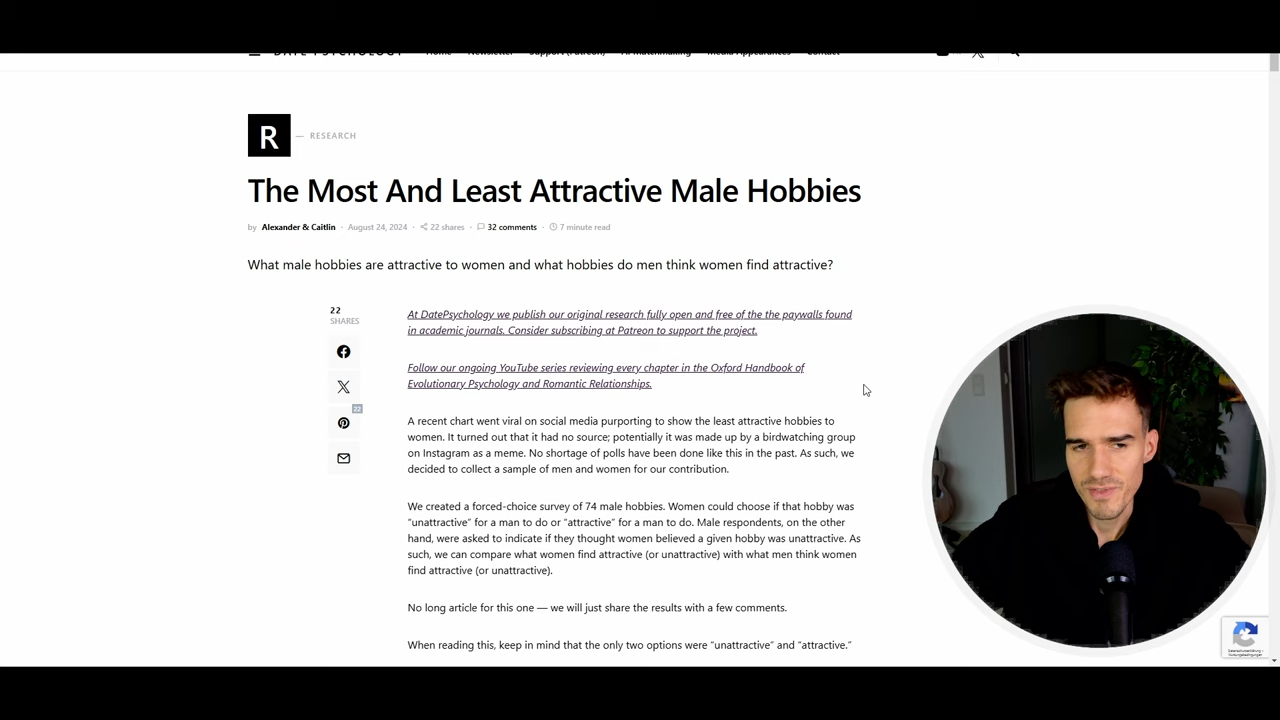 DATE PSYCHOLOGY Home Newsletter Support (Patreon) AI Matchmaking Media Appearances Contact
R — RESEARCH
The Most And Least Attractive Male Hobbies
by Alexander & Caitlin · August 24, 2024 · 22 shares · 32 comments · 7 minute read
What male hobbies are attractive to women and what hobbies do men think women find attractive?
22
SHARES
22
At DatePsychology we publish our original research fully open and free of the the paywalls found
in academic journals. Consider subscribing at Patreon to support the project.
Follow our ongoing YouTube series reviewing every chapter in the Oxford Handbook of
Evolutionary Psychology and Romantic Relationships.
A recent chart went viral on social media purporting to show the least attractive hobbies to
women. It turned out that it had no source; potentially it was made up by a birdwatching group
on Instagram as a meme. No shortage of polls have been done like this in the past. As such, we
decided to collect a sample of men and women for our contribution.
We created a forced-choice survey of 74 male hobbies. Women could choose if that hobby was
“unattractive” for a man to do or “attractive” for a man to do. Male respondents, on the other
hand, were asked to indicate if they thought women believed a given hobby was unattractive. As
such, we can compare what women find attractive (or unattractive) with what men think women
find attractive (or unattractive).
No long article for this one — we will just share the results with a few comments.
When reading this, keep in mind that the only two options were “unattractive” and “attractive.”